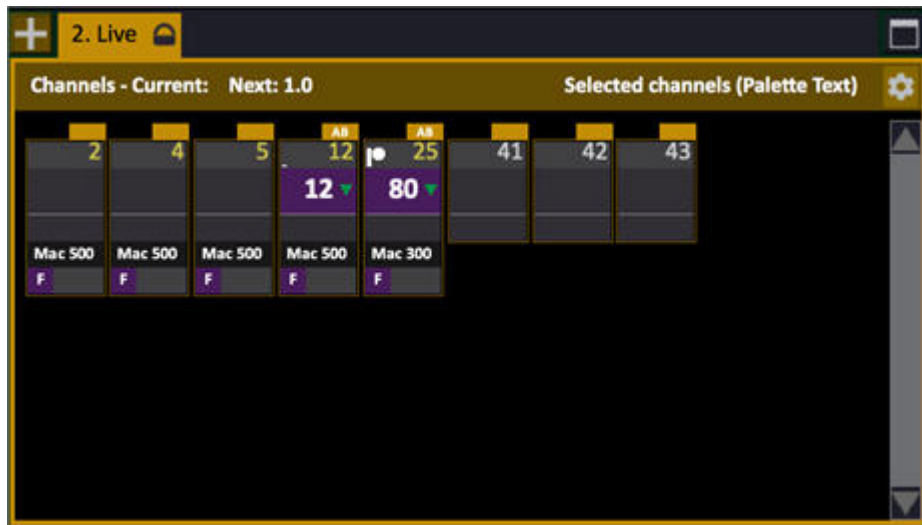 2. Live
Channels - Current: Next: 1.0 Selected channels (Palette Text)
AB AB
2 4 5 12 25 41 42 43
12 80
Mac 500 Mac 500 Mac 500 Mac 500 Mac 300
F F F F F